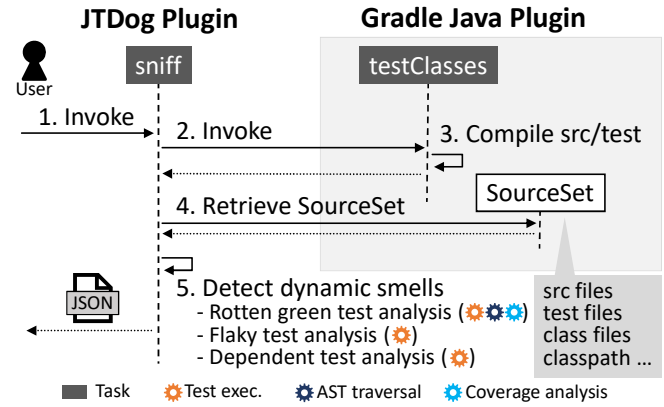 JTDog Plugin
Gradle Java Plugin
sniff
testClasses
User
1. Invoke
2. Invoke
3. Compile src/test
SourceSet
4. Retrieve SourceSet
5. Detect dynamic smells
- Rotten green test analysis ( )
- Flaky test analysis ( )
- Dependent test analysis ( )
JSON
src files
test files
class files
classpath ...
Task
Test exec.
AST traversal
Coverage analysis